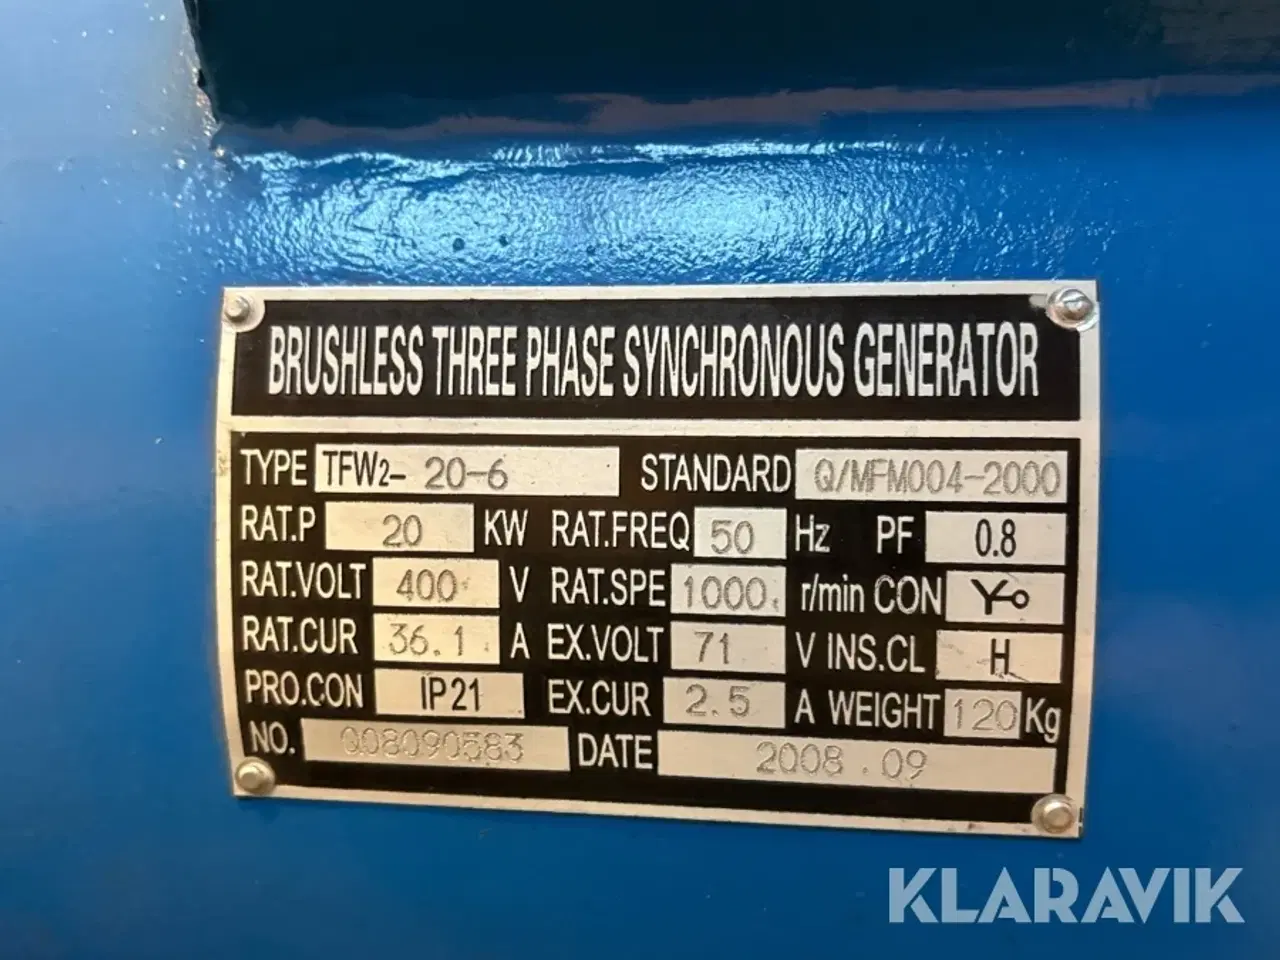 BRUSHLESS THREE PHASE SYNCHRONOUS GENERATOR
TYPE TFW2- 20-6 STANDARD Q/MFM004-2000
RAT.P 20 KW RAT.FREQ 50 Hz PF 0.8
RAT.VOLT 400 V RAT.SPE 1000 r/min CON Y
RAT.CUR 36.1 A EX.VOLT 71 V INS.CL H
PRO.CON IP21 EX.CUR 2.5 A WEIGHT 120 Kg
NO. Q08090583 DATE 2008.09
KLARAVIK